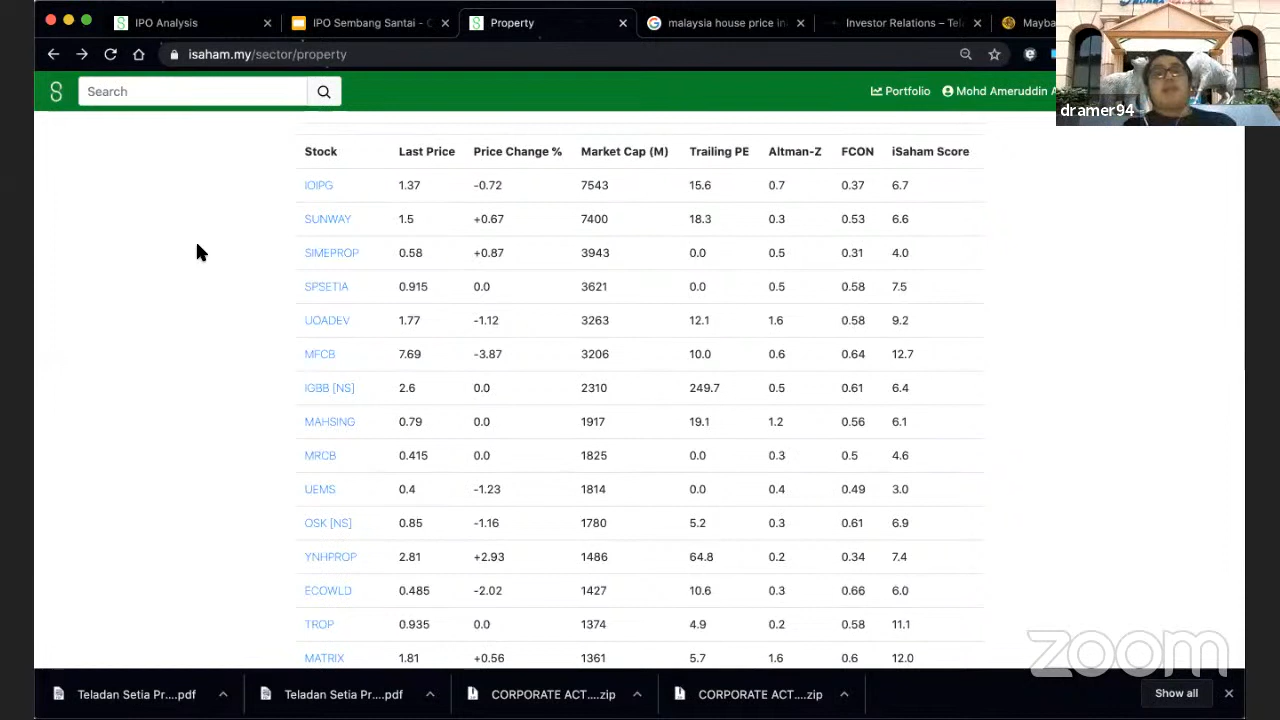 IPO Analysis
IPO Sembang Santai - C
Property
malaysia house price in
Investor Relations – Tel
Mayba
isaham.my/sector/property
Search
Portfolio
Mohd Ameruddin A
dramer94
Stock Last Price Price Change % Market Cap (M) Trailing PE Altman-Z FCON iSaham Score
IOIPG 1.37 -0.72 7543 15.6 0.7 0.37 6.7
SUNWAY 1.5 +0.67 7400 18.3 0.3 0.53 6.6
SIMEPROP 0.58 +0.87 3943 0.0 0.5 0.31 4.0
SPSETIA 0.915 0.0 3621 0.0 0.5 0.58 7.5
UOADEV 1.77 -1.12 3263 12.1 1.6 0.58 9.2
MFCB 7.69 -3.87 3206 10.0 0.6 0.64 12.7
IGBB [NS] 2.6 0.0 2310 249.7 0.5 0.61 6.4
MAHSING 0.79 0.0 1917 19.1 1.2 0.56 6.1
MRCB 0.415 0.0 1825 0.0 0.3 0.5 4.6
UEMS 0.4 -1.23 1814 0.0 0.4 0.49 3.0
OSK [NS] 0.85 -1.16 1780 5.2 0.3 0.61 6.9
YNHPROP 2.81 +2.93 1486 64.8 0.2 0.34 7.4
ECOWLD 0.485 -2.02 1427 10.6 0.3 0.66 6.0
TROP 0.935 0.0 1374 4.9 0.2 0.58 11.1
MATRIX 1.81 +0.56 1361 5.7 1.6 0.6 12.0
zoom
Teladan Setia Pr....pdf
Teladan Setia Pr....pdf
CORPORATE ACT....zip
CORPORATE ACT....zip
Show all